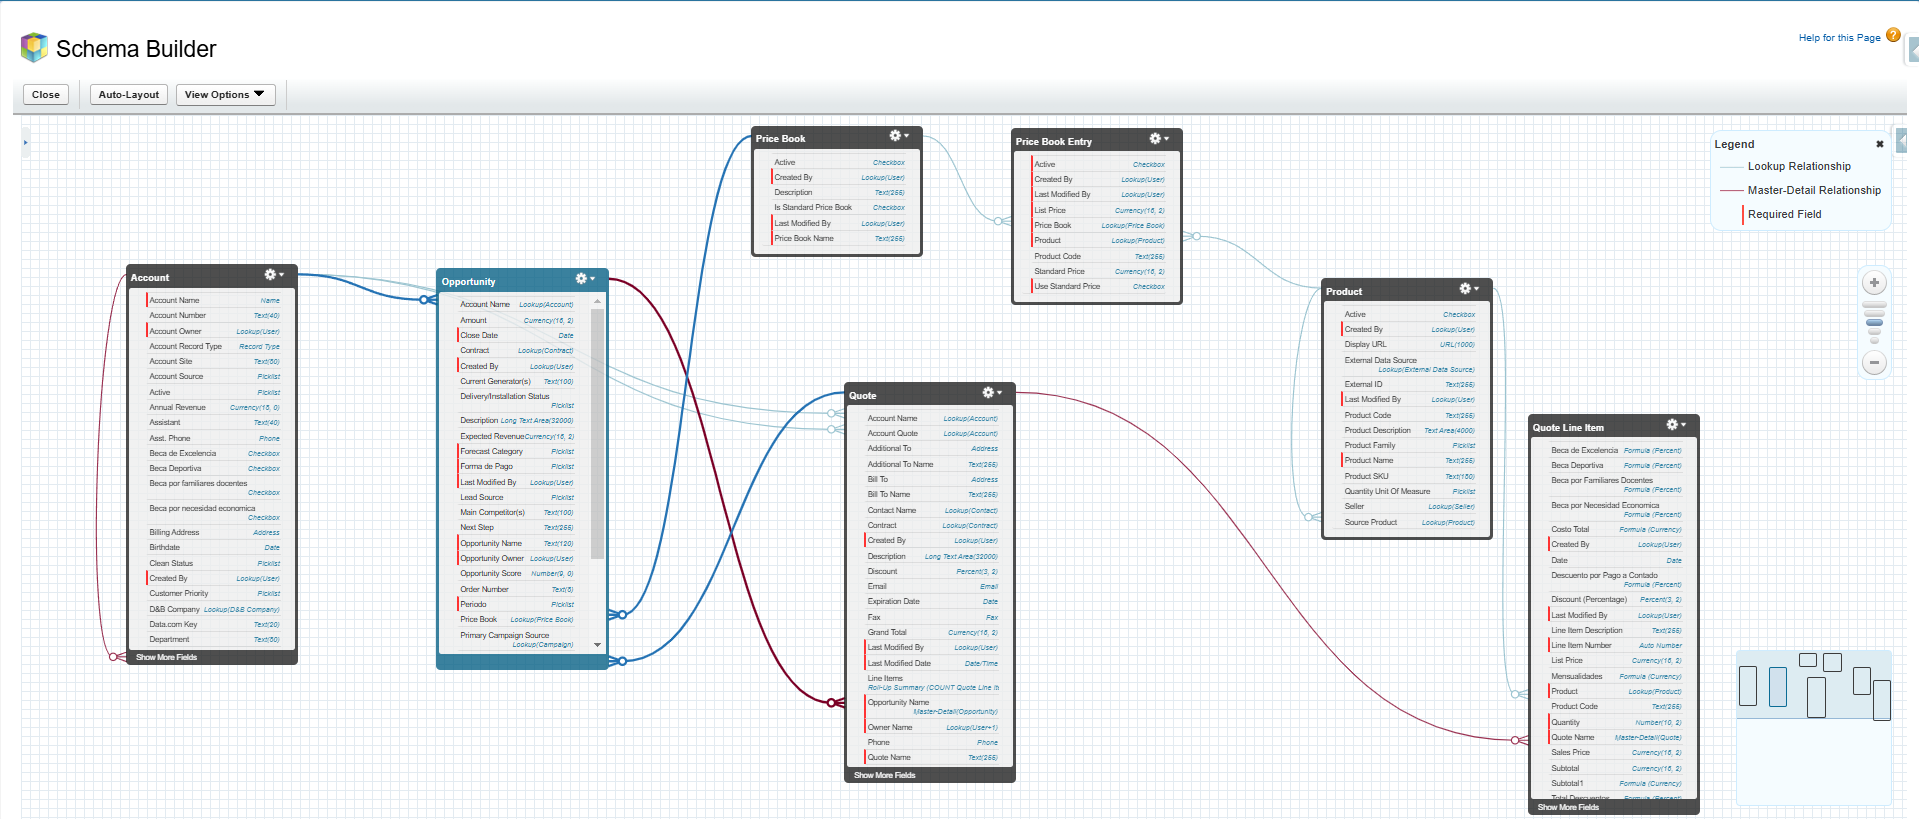 Schema Builder
Help for this Page
Close
Auto-Layout
View Options
Legend
Lookup Relationship
Master-Detail Relationship
Required Field
Price Book
Active Checkbox
Created By Lookup(User)
Description Text(255)
Is Standard Price Book Checkbox
Last Modified By Lookup(User)
Price Book Name Text(255)
Price Book Entry
Active Checkbox
Created By Lookup(User)
Last Modified By Lookup(User)
List Price Currency(16, 2)
Price Book Lookup(Price Book)
Product Lookup(Product)
Product Code Text(255)
Standard Price Currency(16, 2)
Use Standard Price Checkbox
Account
Account Name Name
Account Number Text(40)
Account Owner Lookup(User)
Account Record Type Record Type
Account Site Text(80)
Account Source Picklist
Active Picklist
Annual Revenue Currency(18, 0)
Assistant Text(40)
Asst. Phone Phone
Beca de Excelencia Checkbox
Beca Deportiva Checkbox
Beca por familiares docentes
Checkbox
Beca por necesidad economica
Checkbox
Billing Address Address
Birthdate Date
Clean Status Picklist
Created By Lookup(User)
Customer Priority Picklist
D&B Company Lookup(D&B Company)
Data.com Key Text(20)
Department Text(80)
Show More Fields
Opportunity
Account Name Lookup(Account)
Amount Currency(16, 2)
Close Date Date
Contract Lookup(Contract)
Created By Lookup(User)
Current Generator(s) Text(100)
Delivery/Installation Status
Picklist
Description Long Text Area(32000)
Expected Revenue Currency(16, 2)
Forecast Category Picklist
Forma de Pago Picklist
Last Modified By Lookup(User)
Lead Source Picklist
Main Competitor(s) Text(100)
Next Step Text(255)
Opportunity Name Text(120)
Opportunity Owner Lookup(User)
Opportunity Score Number(9, 0)
Order Number Text(8)
Periodo Picklist
Price Book Lookup(Price Book)
Primary Campaign Source
Lookup(Campaign)
Quote
Account Name Lookup(Account)
Account Quote Lookup(Account)
Additional To Address
Additional To Name Text(255)
Bill To Address
Bill To Name Text(255)
Contact Name Lookup(Contact)
Contract Lookup(Contract)
Created By Lookup(User)
Description Long Text Area(32000)
Discount Percent(3, 2)
Email Email
Expiration Date Date
Fax Fax
Grand Total Currency(16, 2)
Last Modified By Lookup(User)
Last Modified Date Date/Time
Line Items
Roll-Up Summary (COUNT Quote Line It
Opportunity Name
Master-Detail(Opportunity)
Owner Name Lookup(User+1)
Phone Phone
Quote Name Text(255)
Show More Fields
Product
Active Checkbox
Created By Lookup(User)
Display URL URL(1000)
External Data Source
Lookup(External Data Source)
External ID Text(255)
Last Modified By Lookup(User)
Product Code Text(255)
Product Description Text Area(4000)
Product Family Picklist
Product Name Text(255)
Product SKU Text(180)
Quantity Unit Of Measure Picklist
Seller Lookup(Seller)
Source Product Lookup(Product)
Quote Line Item
Beca de Excelencia Formula (Percent)
Beca Deportiva Formula (Percent)
Beca por Familiares Docentes
Formula (Percent)
Beca por Necesidad Economica
Formula (Percent)
Costo Total Formula (Currency)
Created By Lookup(User)
Date Date
Descuento por Pago a Contado
Formula (Percent)
Discount (Percentage) Percent(3, 2)
Last Modified By Lookup(User)
Line Item Description Text(255)
Line Item Number Auto Number
List Price Currency(16, 2)
Mensualidades Formula (Currency)
Product Lookup(Product)
Product Code Text(255)
Quantity Number(10, 2)
Quote Name Master-Detail(Quote)
Sales Price Currency(16, 2)
Subtotal Currency(16, 2)
Subtotal1 Formula (Currency)
Total Descuentos Formula (Percent)
Show More Fields